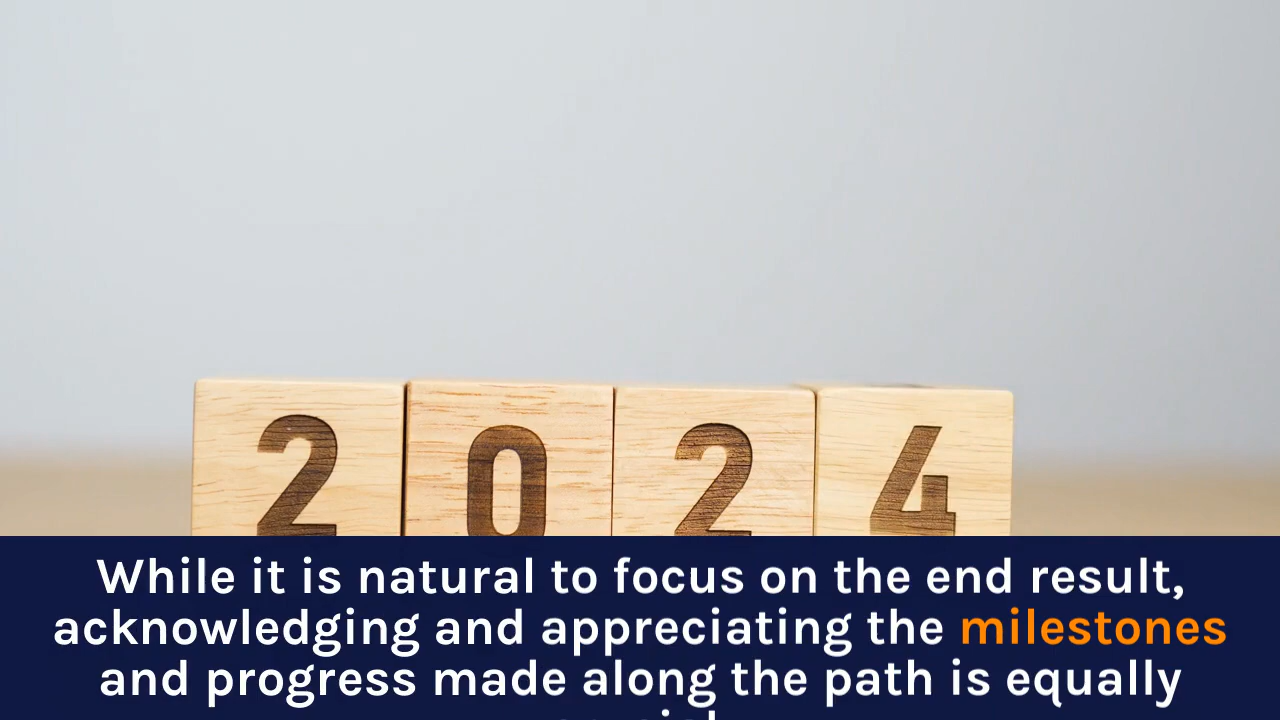 2024
While it is natural to focus on the end result,
acknowledging and appreciating the milestones
and progress made along the path is equally